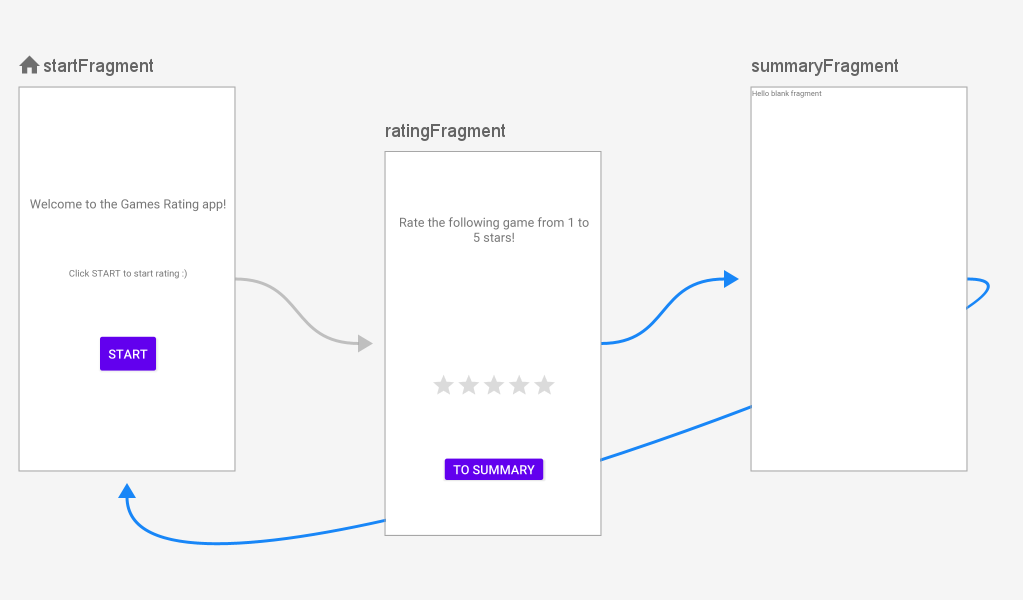 startFragment
Welcome to the Games Rating app!
Click START to start rating :)
START
ratingFragment
Rate the following game from 1 to
5 stars!
TO SUMMARY
summaryFragment
Hello blank fragment